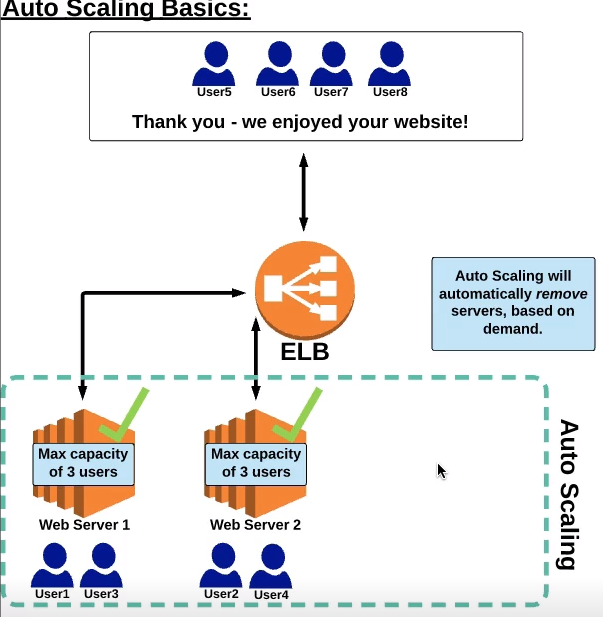 Auto Scaling Basics:
User5 User6 User7 User8
Thank you - we enjoyed your website!
ELB
Auto Scaling will
automatically remove
servers, based on
demand.
Max capacity
of 3 users
Web Server 1
User1 User3
Max capacity
of 3 users
Web Server 2
User2 User4
Auto Scaling